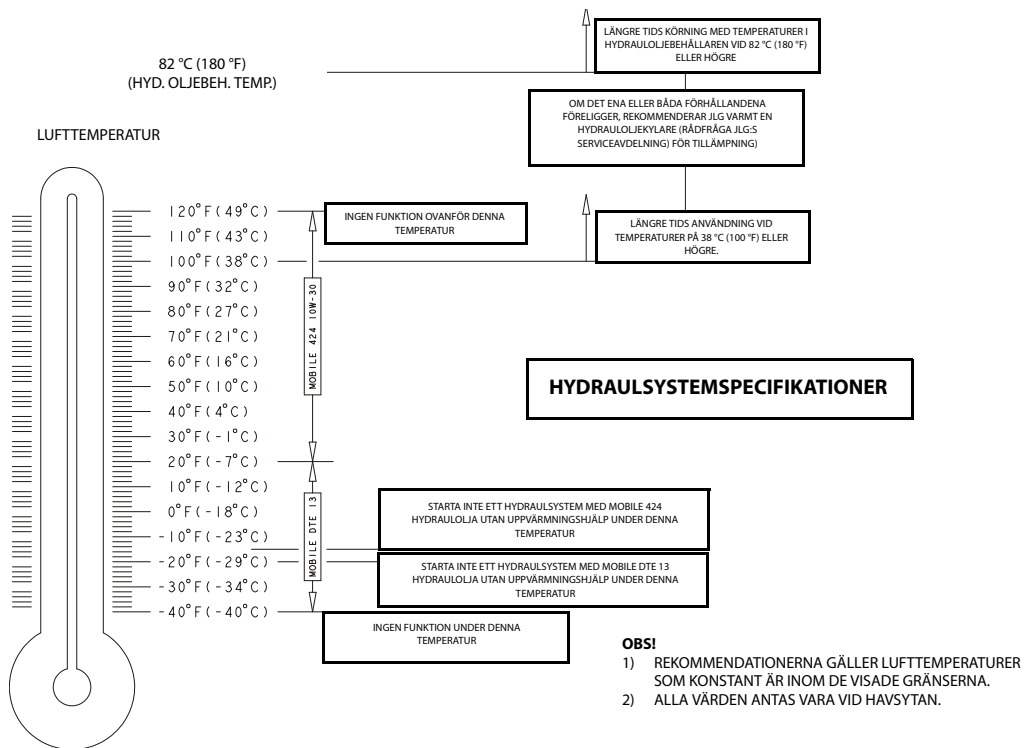 82 °C (180 °F)
(HYD. OLJEBEH. TEMP.)
LÄNGRE TIDS KÖRNING MED TEMPERATURER I
HYDRAULOLJEBEHÅLLAREN VID 82 °C (180 °F)
ELLER HÖGRE
OM DET ENA ELLER BÅDA FÖRHÅLLANDENA
FÖRELIGGER, REKOMMENDERAR JLG VARMT EN
HYDRAULOLJEKYLARE (RÅDFRÅGA JLG:S
SERVICEAVDELNING) FÖR TILLÄMPNING)
LUFTTEMPERATUR
120°F(49°C)
110°F(43°C)
100°F(38°C)
90°F(32°C)
80°F(27°C)
70°F(21°C)
60°F(16°C)
50°F(10°C)
40°F(4°C)
30°F(-1°C)
20°F(-7°C)
10°F(-12°C)
0°F(-18°C)
-10°F(-23°C)
-20°F(-29°C)
-30°F(-34°C)
-40°F(-40°C)
MOBILE 424 10W-30
MOBILE DTE 13
INGEN FUNKTION OVANFÖR DENNA
TEMPERATUR
LÄNGRE TIDS ANVÄNDNING VID
TEMPERATURER PÅ 38 °C (100 °F) ELLER
HÖGRE.
HYDRAULSYSTEMSPECIFIKATIONER
STARTA INTE ETT HYDRAULSYSTEM MED MOBILE 424
HYDRAULOLJA UTAN UPPVÄRMNINGSHJÄLP UNDER DENNA
TEMPERATUR
STARTA INTE ETT HYDRAULSYSTEM MED MOBILE DTE 13
HYDRAULOLJA UTAN UPPVÄRMNINGSHJÄLP UNDER DENNA
TEMPERATUR
INGEN FUNKTION UNDER DENNA
TEMPERATUR
OBS!
1) REKOMMENDATIONERNA GÄLLER LUFTTEMPERATURER
SOM KONSTANT ÄR INOM DE VISADE GRÄNSERNA.
2) ALLA VÄRDEN ANTAS VARA VID HAVSYTAN.